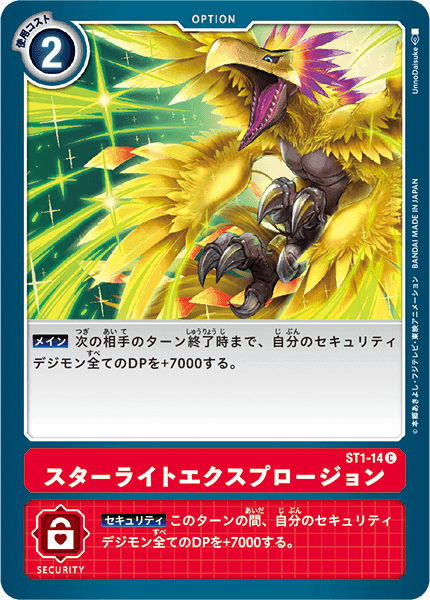 OPTION
使用コスト
2
UnnoDaisuke
©本郷あきよし・フジテレビ・東映アニメーション BANDAI MADE IN JAPAN
メイン 次の相手のターン終了時まで、自分のセキュリティ
デジモン全てのDPを+7000する。
ST1-14 C
スターライトエクスプロージョン
セキュリティ このターンの間、自分のセキュリティ
デジモン全てのDPを+7000する。
SECURITY